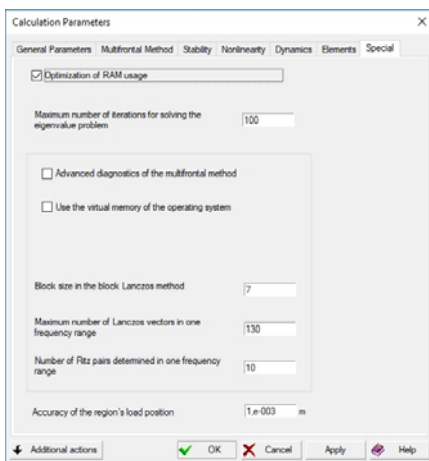 Calculation Parameters
General Parameters Multifrontal Method Stability Nonlinearity Dynamics Elements Special
Optimization of RAM usage
Maximum number of iterations for solving the
eigenvalue problem
100
Advanced diagnostics of the multifrontal method
Use the virtual memory of the operating system
Block size in the block Lanczos method
7
Maximum number of Lanczos vectors in one
frequency range
130
Number of Ritz pairs determined in one frequency
range
10
Accuracy of the region's load position
1,e-003 m
Additional actions OK Cancel Apply Help